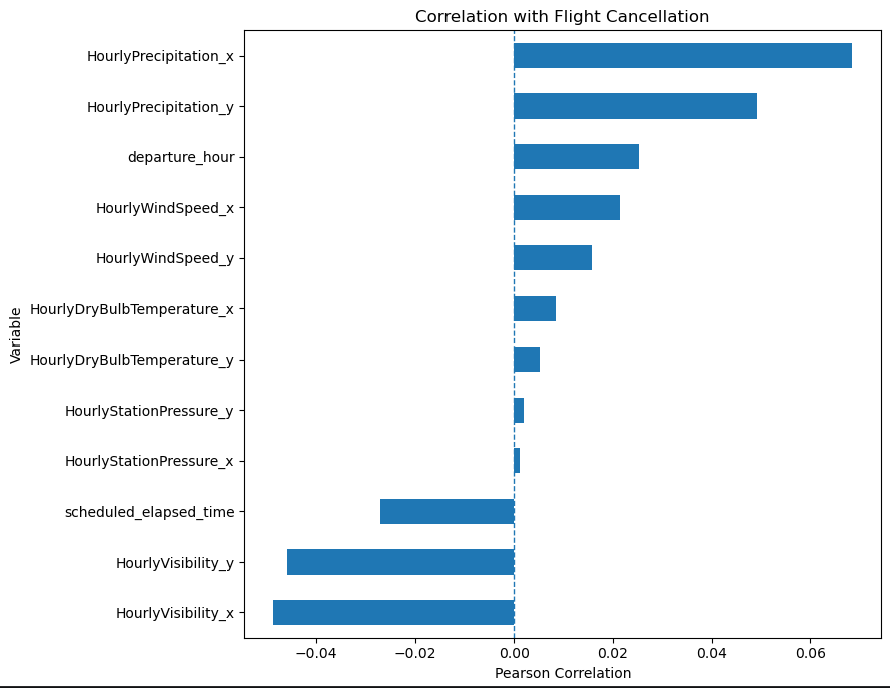 Correlation with Flight Cancellation
HourlyPrecipitation_x
HourlyPrecipitation_y
departure_hour
HourlyWindSpeed_x
HourlyWindSpeed_y
HourlyDryBulbTemperature_x
HourlyDryBulbTemperature_y
HourlyStationPressure_y
HourlyStationPressure_x
scheduled_elapsed_time
HourlyVisibility_y
HourlyVisibility_x
Variable
−0.04 −0.02 0.00 0.02 0.04 0.06
Pearson Correlation